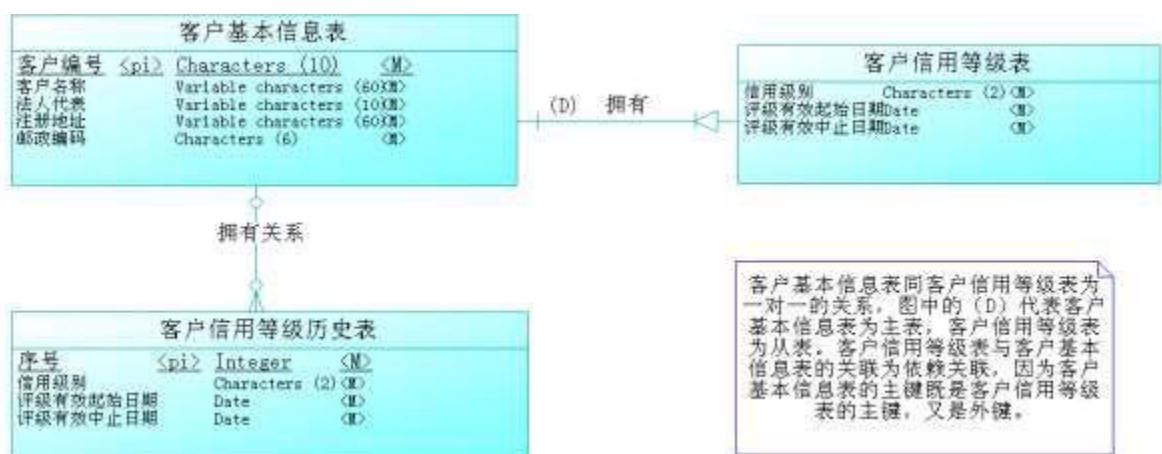 客户基本信息表
客户编号 <pi> Characters (10) <M>
客户名称 Variable characters (60)<M>
法人代表 Variable characters (10)<M>
注册地址 Variable characters (60)<M>
邮政编码 Characters (6) <M>
(D) 拥有
客户信用等级表
信用级别 Characters (2)<M>
评级有效起始日期Date <M>
评级有效中止日期Date <M>
拥有关系
客户信用等级历史表
序号 <pi> Integer <M>
信用级别 Characters (2)<M>
评级有效起始日期 Date <M>
评级有效中止日期 Date <M>
客户基本信息表同客户信用等级表为
一对一的关系，图中的（D）代表客户
基本信息表为主表，客户信用等级表
为从表。客户信用等级表与客户基本
信息表的关联为依赖关联，因为客户
基本信息表的主键既是客户信用等级
表的主键，又是外键。